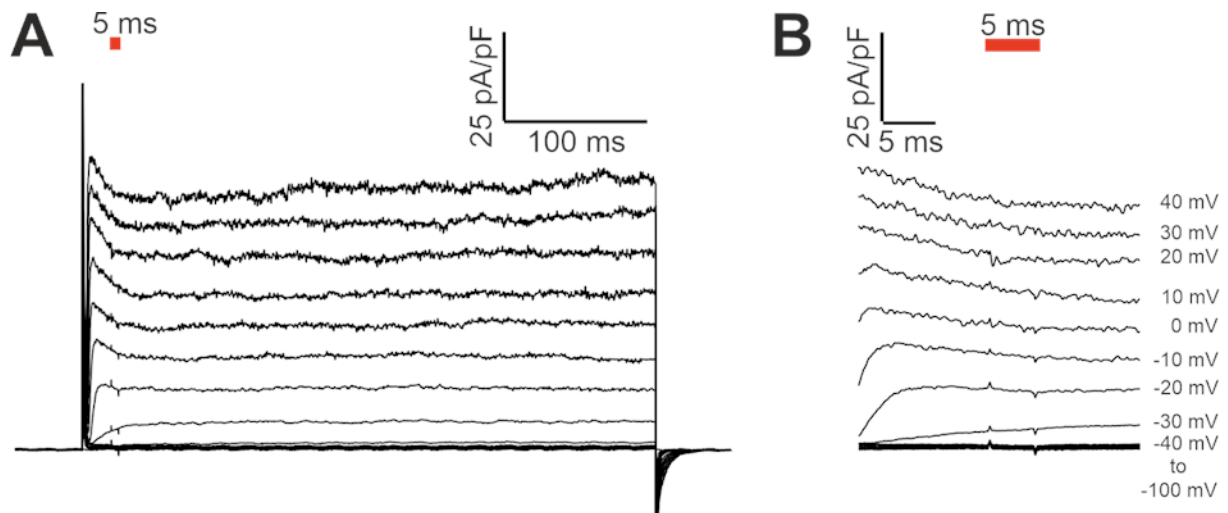 A
5 ms
25 pA/pF
100 ms
B
5 ms
25 pA/pF
5 ms
40 mV
30 mV
20 mV
10 mV
0 mV
-10 mV
-20 mV
-30 mV
-40 mV
to
-100 mV